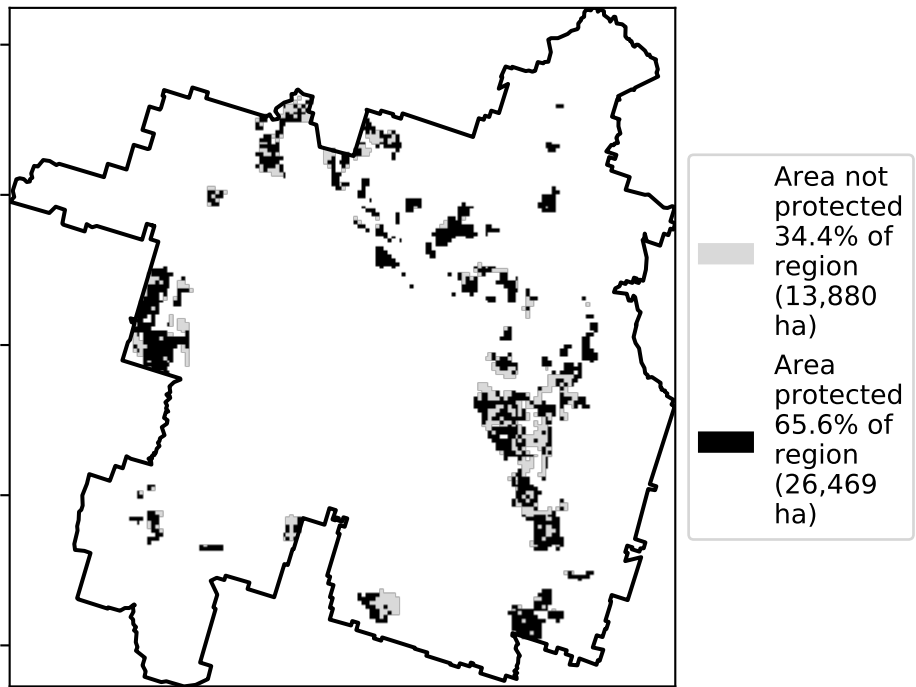 Area not
protected
34.4% of
region
(13,880
ha)
Area
protected
65.6% of
region
(26,469
ha)